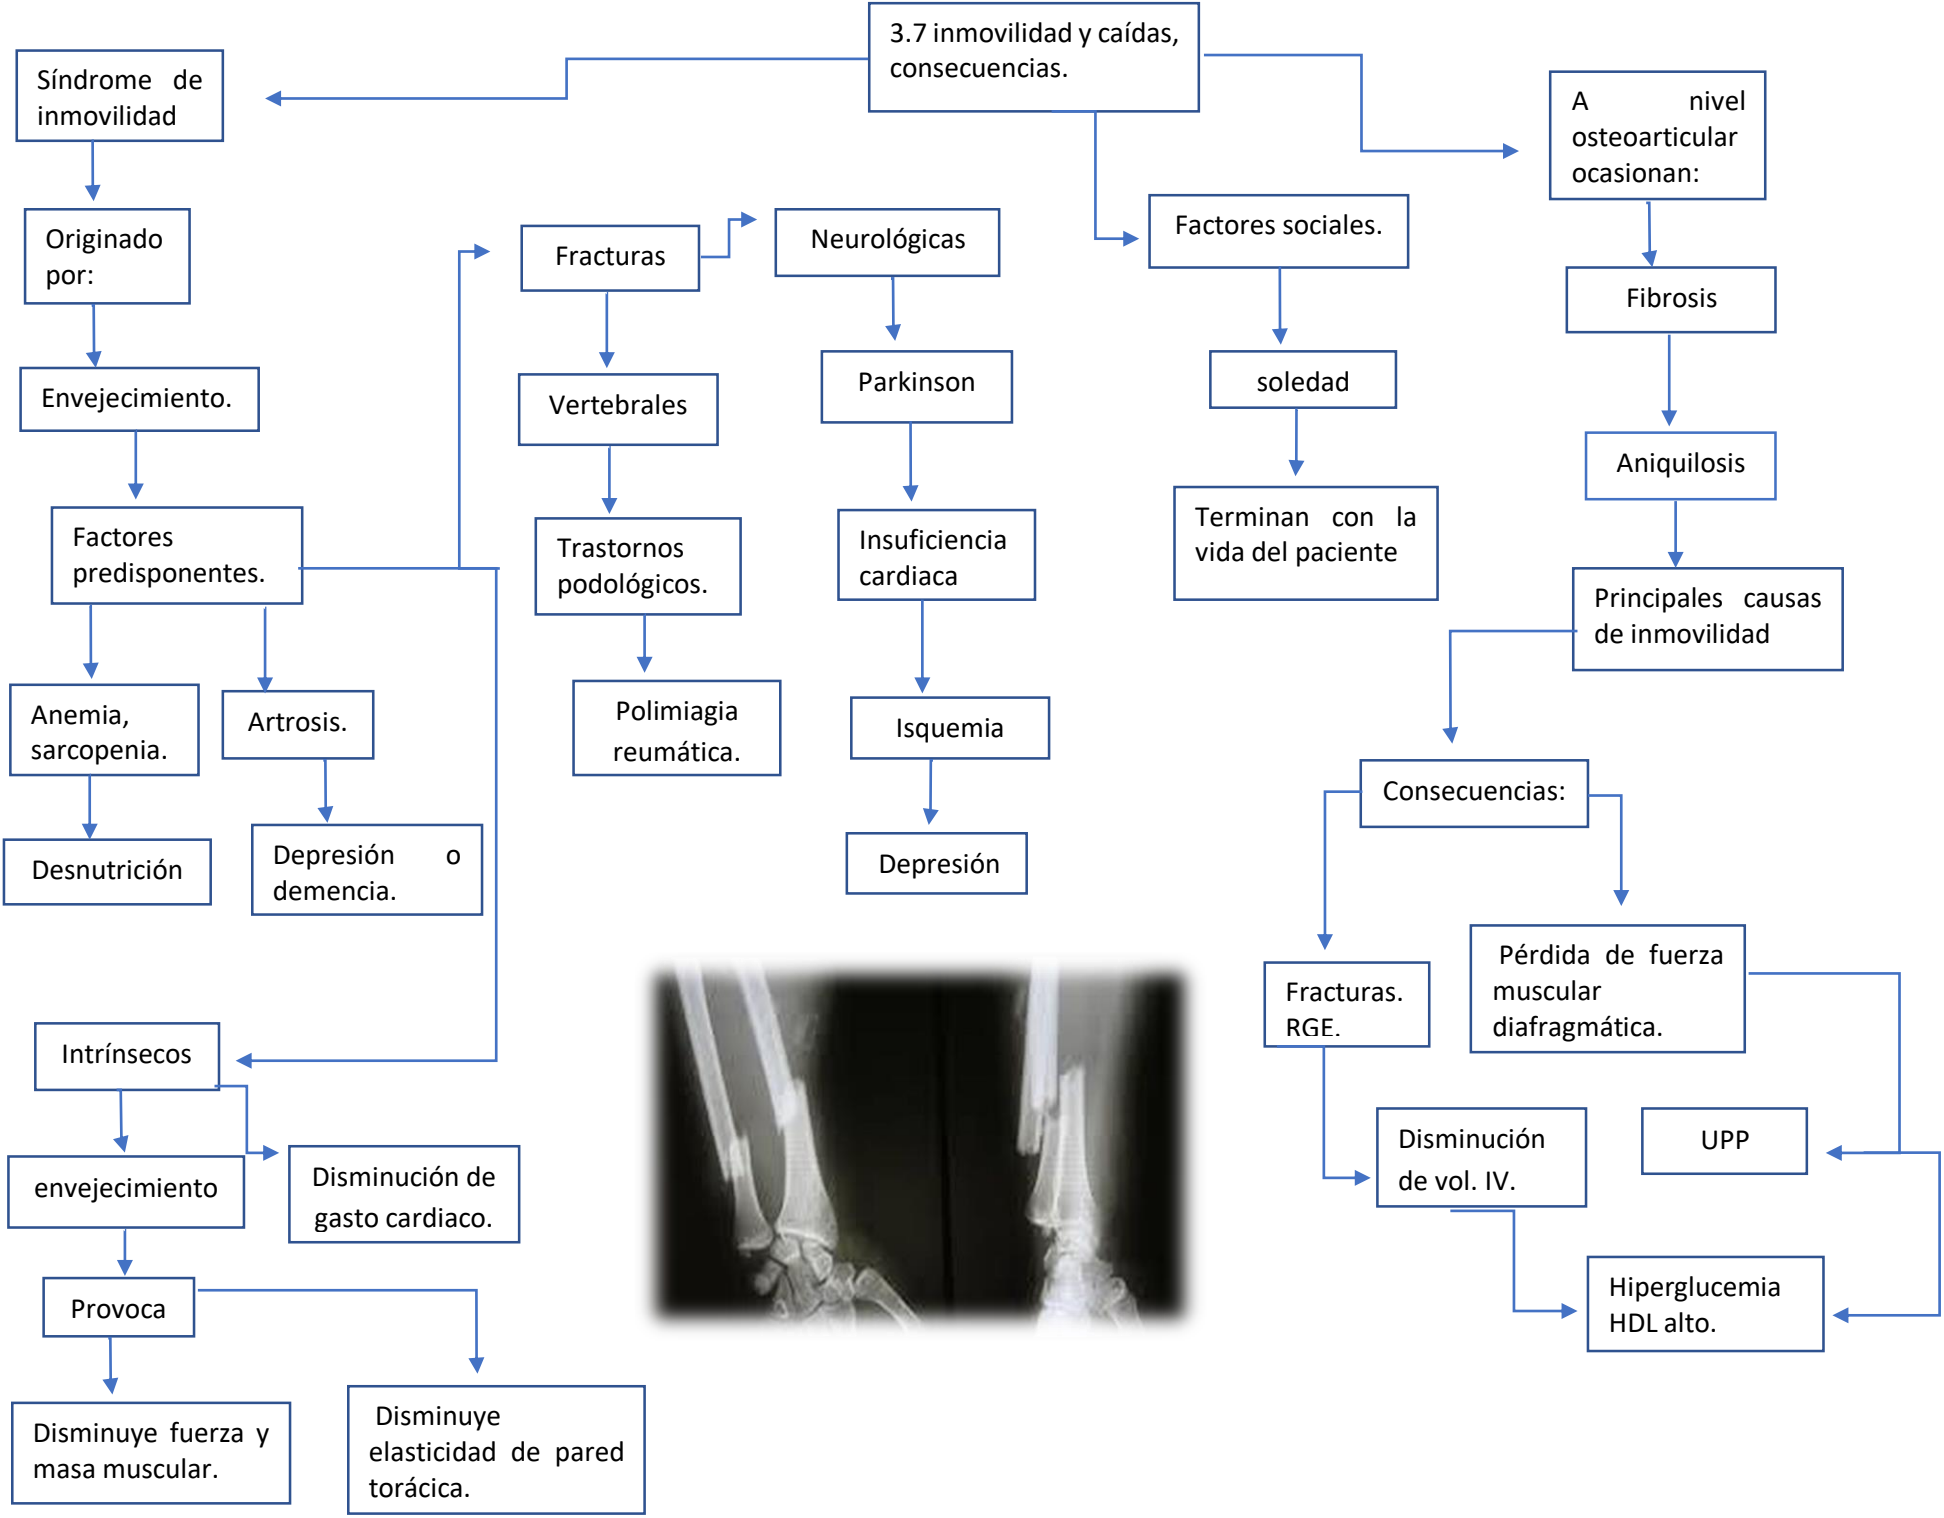 3.7 inmovilidad y caídas,
consecuencias.
Síndrome de
inmovilidad
Originado
por:
Envejecimiento.
Factores
predisponentes.
Anemia,
sarcopenia.
Desnutrición
Artrosis.
Depresión o
demencia.
Fracturas
Vertebrales
Trastornos
podológicos.
Polimiagia
reumática.
Neurológicas
Parkinson
Insuficiencia
cardiaca
Isquemia
Depresión
Intrínsecos
envejecimiento
Disminución de
gasto cardiaco.
Provoca
Disminuye fuerza y
masa muscular.
Disminuye
elasticidad de pared
torácica.
Factores sociales.
soledad
Terminan con la
vida del paciente
A nivel
osteoarticular
ocasionan:
Fibrosis
Aniquilosis
Principales causas
de inmovilidad
Consecuencias:
Fracturas.
RGE.
Pérdida de fuerza
muscular
diafragmática.
Disminución
de vol. IV.
UPP
Hiperglucemia
HDL alto.